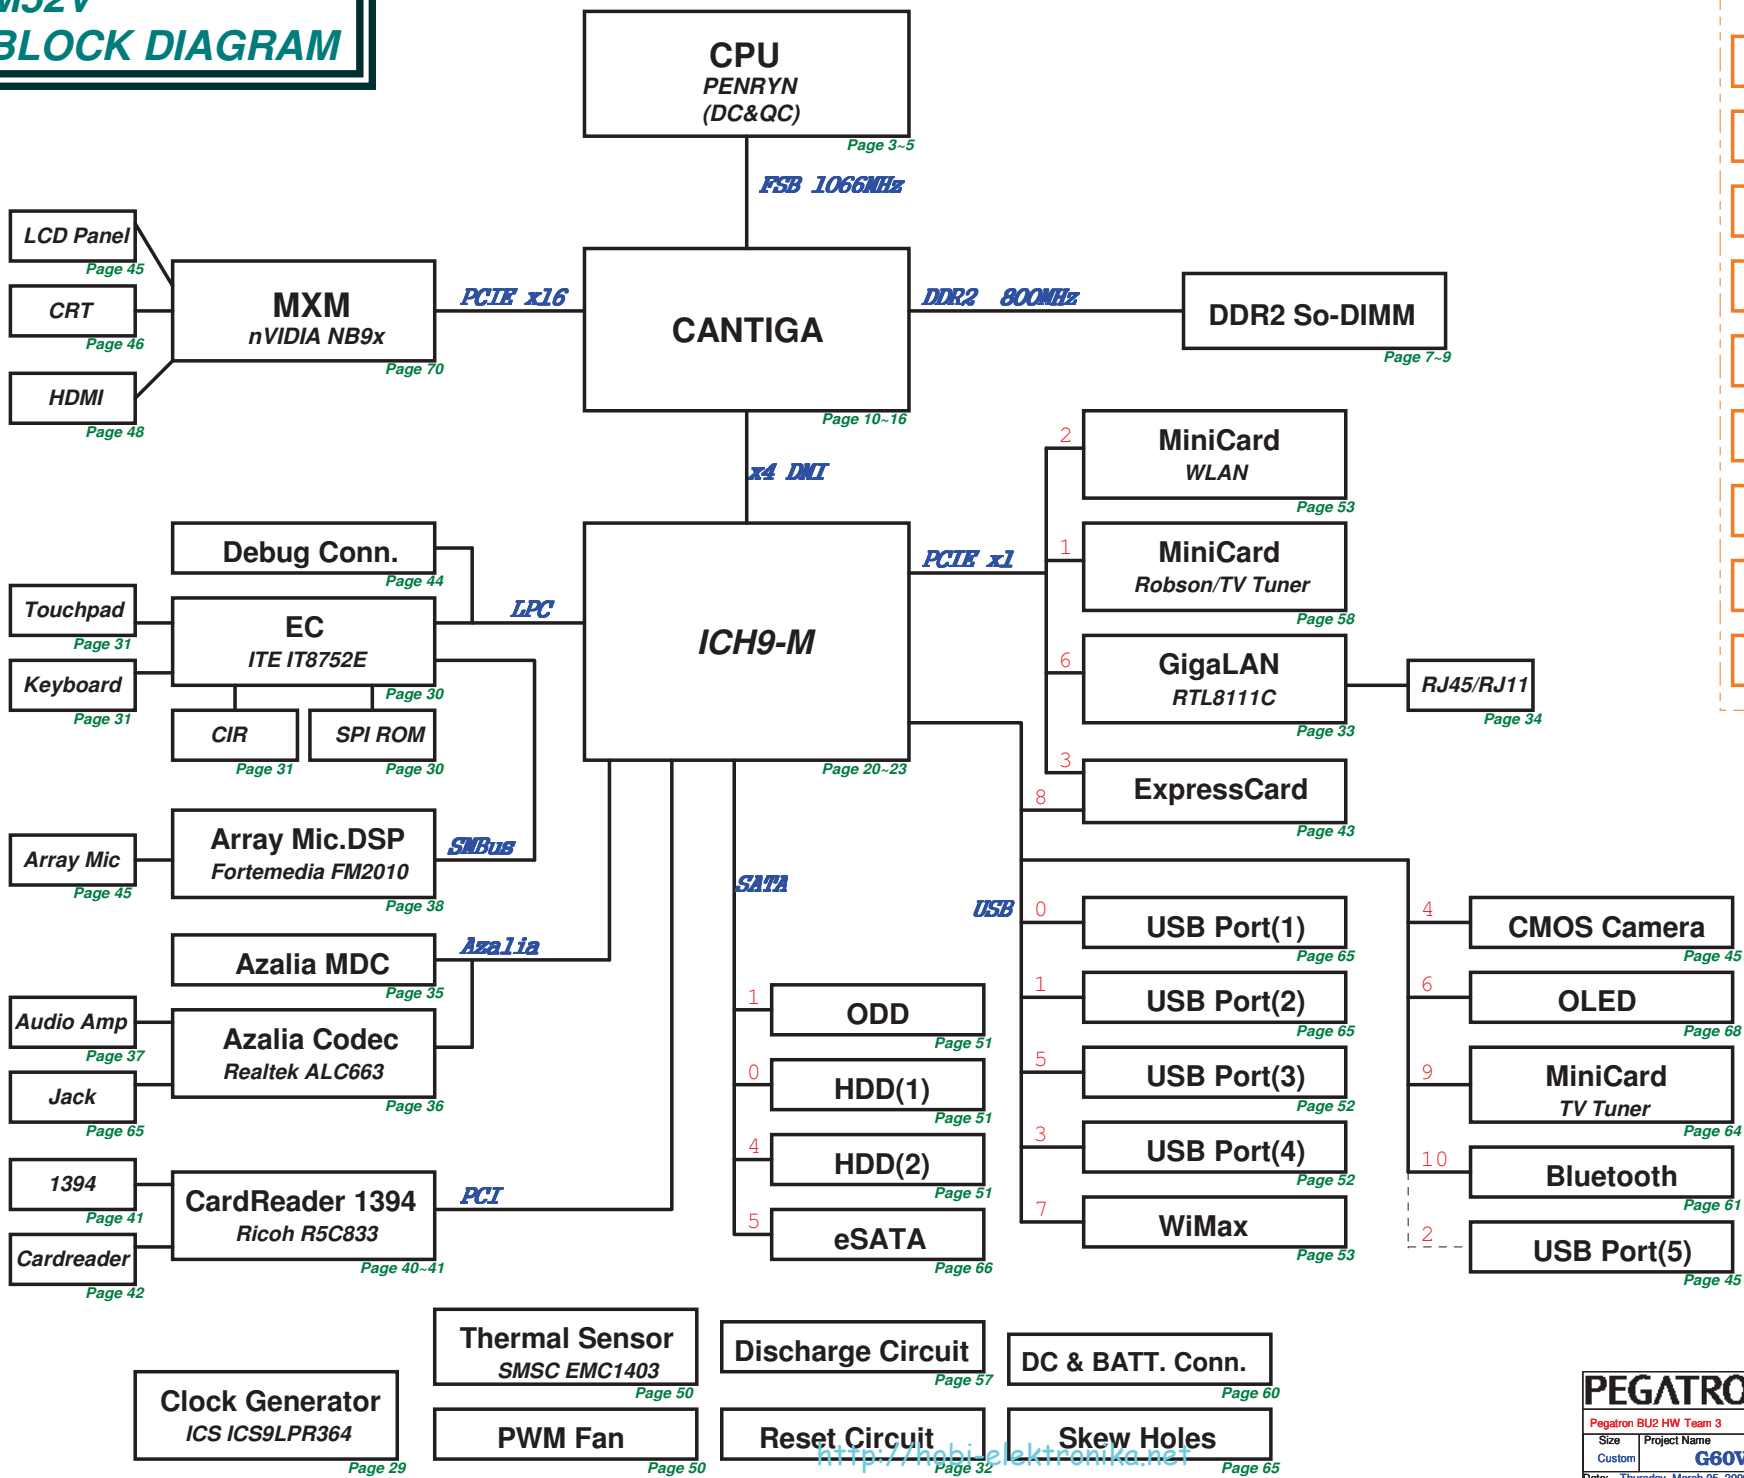 M52V
BLOCK DIAGRAM
CPU
PENRYN
(DC&QC)
Page 3~5
FSB 1066MHz
LCD Panel
Page 45
CRT
Page 46
HDMI
Page 48
MXM
nVIDIA NB9x
Page 70
PCIE x16
CANTIGA
Page 10~16
DDR2 800MHz
DDR2 So-DIMM
Page 7~9
x4 DMI
Debug Conn.
Page 44
Touchpad
Page 31
Keyboard
Page 31
EC
ITE IT8752E
Page 30
LPC
CIR
Page 31
SPI ROM
Page 30
ICH9-M
Page 20~23
PCIE x1
2
MiniCard
WLAN
Page 53
1
MiniCard
Robson/TV Tuner
Page 58
6
GigaLAN
RTL8111C
Page 33
RJ45/RJ11
Page 34
3
8
ExpressCard
Page 43
Array Mic
Page 45
Array Mic.DSP
Fortemedia FM2010
Page 38
SMBus
Azalia MDC
Page 35
Azalia
Audio Amp
Page 37
Jack
Page 65
Azalia Codec
Realtek ALC663
Page 36
1394
Page 41
Cardreader
Page 42
CardReader 1394
Ricoh R5C833
Page 40~41
PCI
SATA
1
ODD
Page 51
0
HDD(1)
Page 51
4
HDD(2)
Page 51
5
eSATA
Page 66
USB
0
USB Port(1)
Page 65
1
USB Port(2)
Page 65
5
USB Port(3)
Page 52
3
USB Port(4)
Page 52
7
WiMax
Page 53
4
CMOS Camera
Page 45
6
OLED
Page 68
9
MiniCard
TV Tuner
Page 64
10
Bluetooth
Page 61
2
USB Port(5)
Page 45
Clock Generator
ICS ICS9LPR364
Page 29
Thermal Sensor
SMSC EMC1403
Page 50
PWM Fan
Page 50
Discharge Circuit
Page 57
Reset Circuit
Page 32
DC & BATT. Conn.
Page 60
Skew Holes
Page 65
http://hobi-elektronika.net
PEGATRO
Pegatron BU2 HW Team 3
Size
Project Name
Custom
G60V
Date: Thursday, March 05, 200